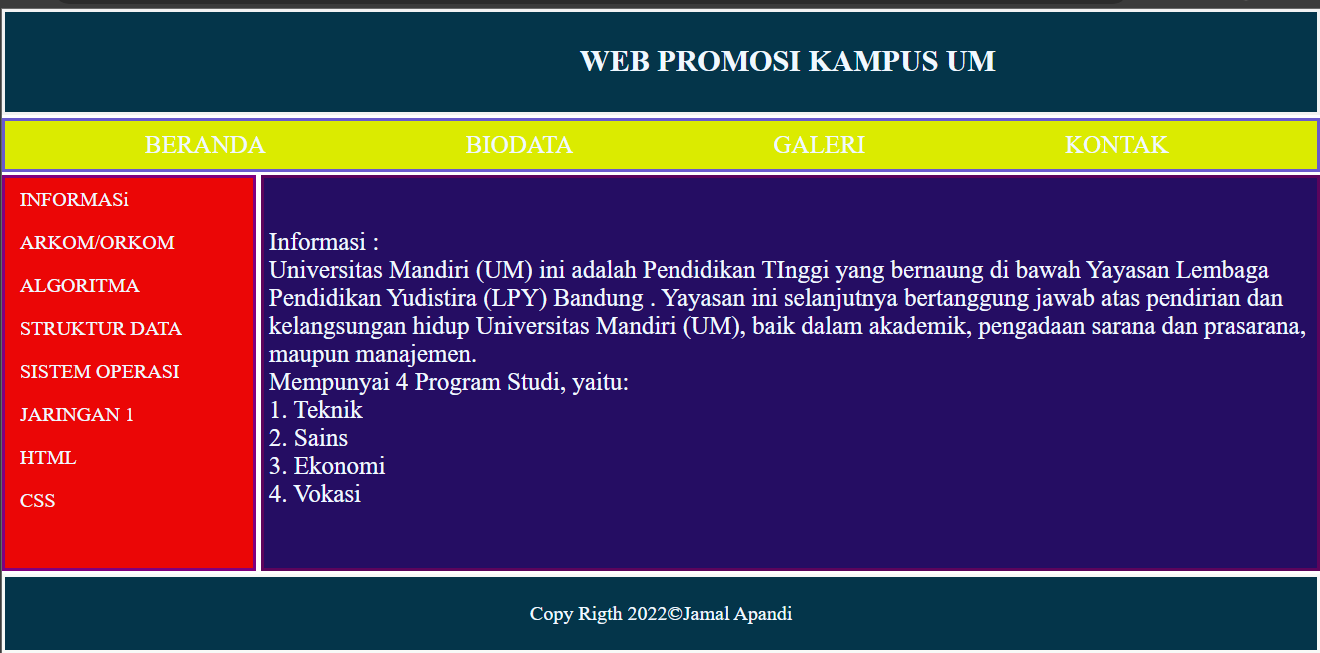 WEB PROMOSI KAMPUS UM
BERANDA BIODATA GALERI KONTAK
INFORMASi
ARKOM/ORKOM
ALGORITMA
STRUKTUR DATA
SISTEM OPERASI
JARINGAN 1
HTML
CSS
Informasi :
Universitas Mandiri (UM) ini adalah Pendidikan TInggi yang bernaung di bawah Yayasan Lembaga
Pendidikan Yudistira (LPY) Bandung . Yayasan ini selanjutnya bertanggung jawab atas pendirian dan
kelangsungan hidup Universitas Mandiri (UM), baik dalam akademik, pengadaan sarana dan prasarana,
maupun manajemen.
Mempunyai 4 Program Studi, yaitu:
1. Teknik
2. Sains
3. Ekonomi
4. Vokasi
Copy Rigth 2022©Jamal Apandi